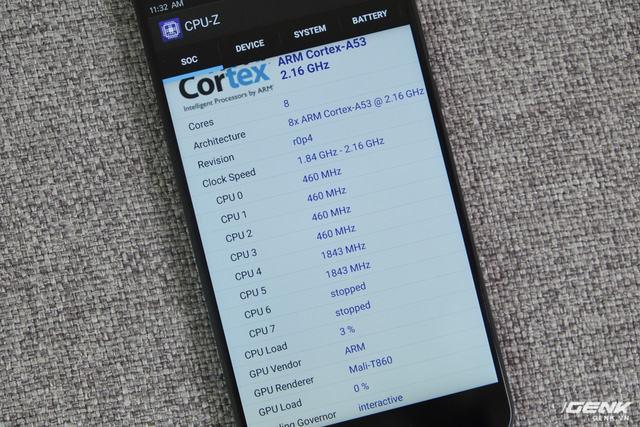 11:32 AM
CPU-Z
SOC DEVICE SYSTEM BATTERY
Cortex
Intelligent Processors by ARM
ARM Cortex-A53
2.16 GHz
Cores 8
Architecture 8x ARM Cortex-A53 @ 2.16 GHz
Revision r0p4
Clock Speed 1.84 GHz - 2.16 GHz
CPU 0 460 MHz
CPU 1 460 MHz
CPU 2 460 MHz
CPU 3 460 MHz
CPU 4 1843 MHz
CPU 5 1843 MHz
CPU 6 stopped
CPU 7 stopped
CPU Load 3 %
GPU Vendor ARM
GPU Renderer Mali-T860
GPU Load 0 %
ling Governor interactive
GENK
GENK.VN